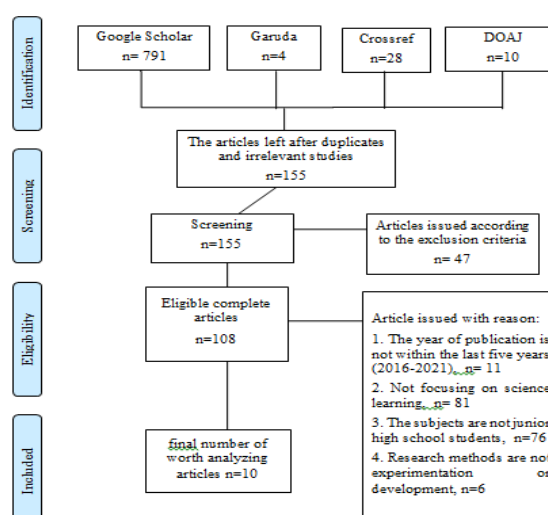 Identification
Google Scholar
n= 791
Garuda
n=4
Crossref
n=28
DOAJ
n=10
The articles left after duplicates
and irrelevant studies
n=155
Screening
Screening
n=155
Articles issued according
to the exclusion criteria
n= 47
Eligibility
Eligible complete
articles
n=108
Article issued with reason:
1. The year of publication is
not within the last five years
(2016-2021), n= 11
2. Not focusing on science
learning, n= 81
3. The subjects are not junior
high school students, n=76
4. Research methods are not
experimentation or
development, n=6
Included
final number of
worth analyzing
articles n=10